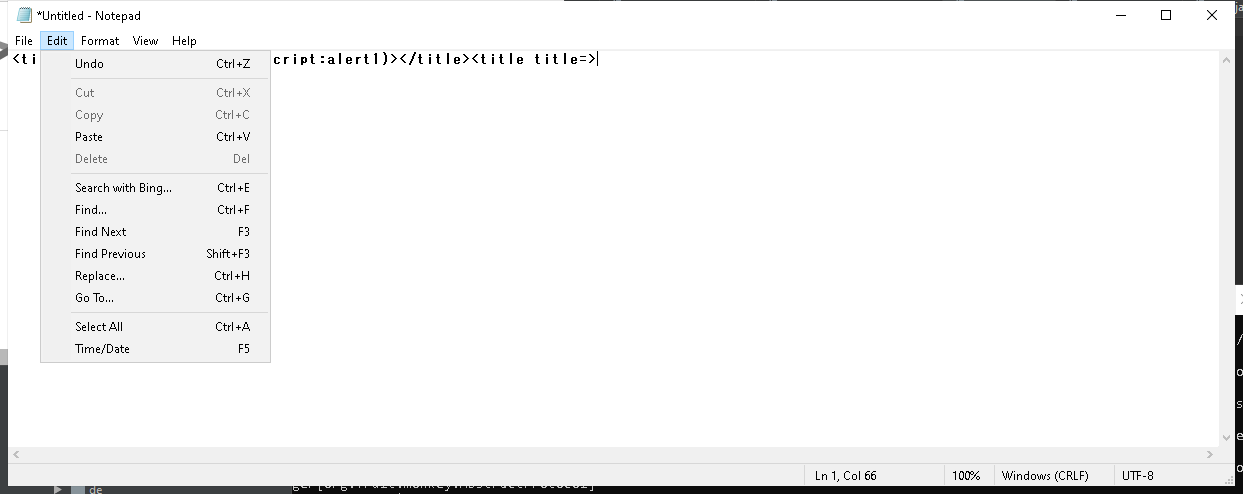 *Untitled - Notepad
File Edit Format View Help
<ti cript:alert1)></title><title title=>
Undo Ctrl+Z
Cut Ctrl+X
Copy Ctrl+C
Paste Ctrl+V
Delete Del
Search with Bing... Ctrl+E
Find... Ctrl+F
Find Next F3
Find Previous Shift+F3
Replace... Ctrl+H
Go To... Ctrl+G
Select All Ctrl+A
Time/Date F5
Ln 1, Col 66 100% Windows (CRLF) UTF-8
de